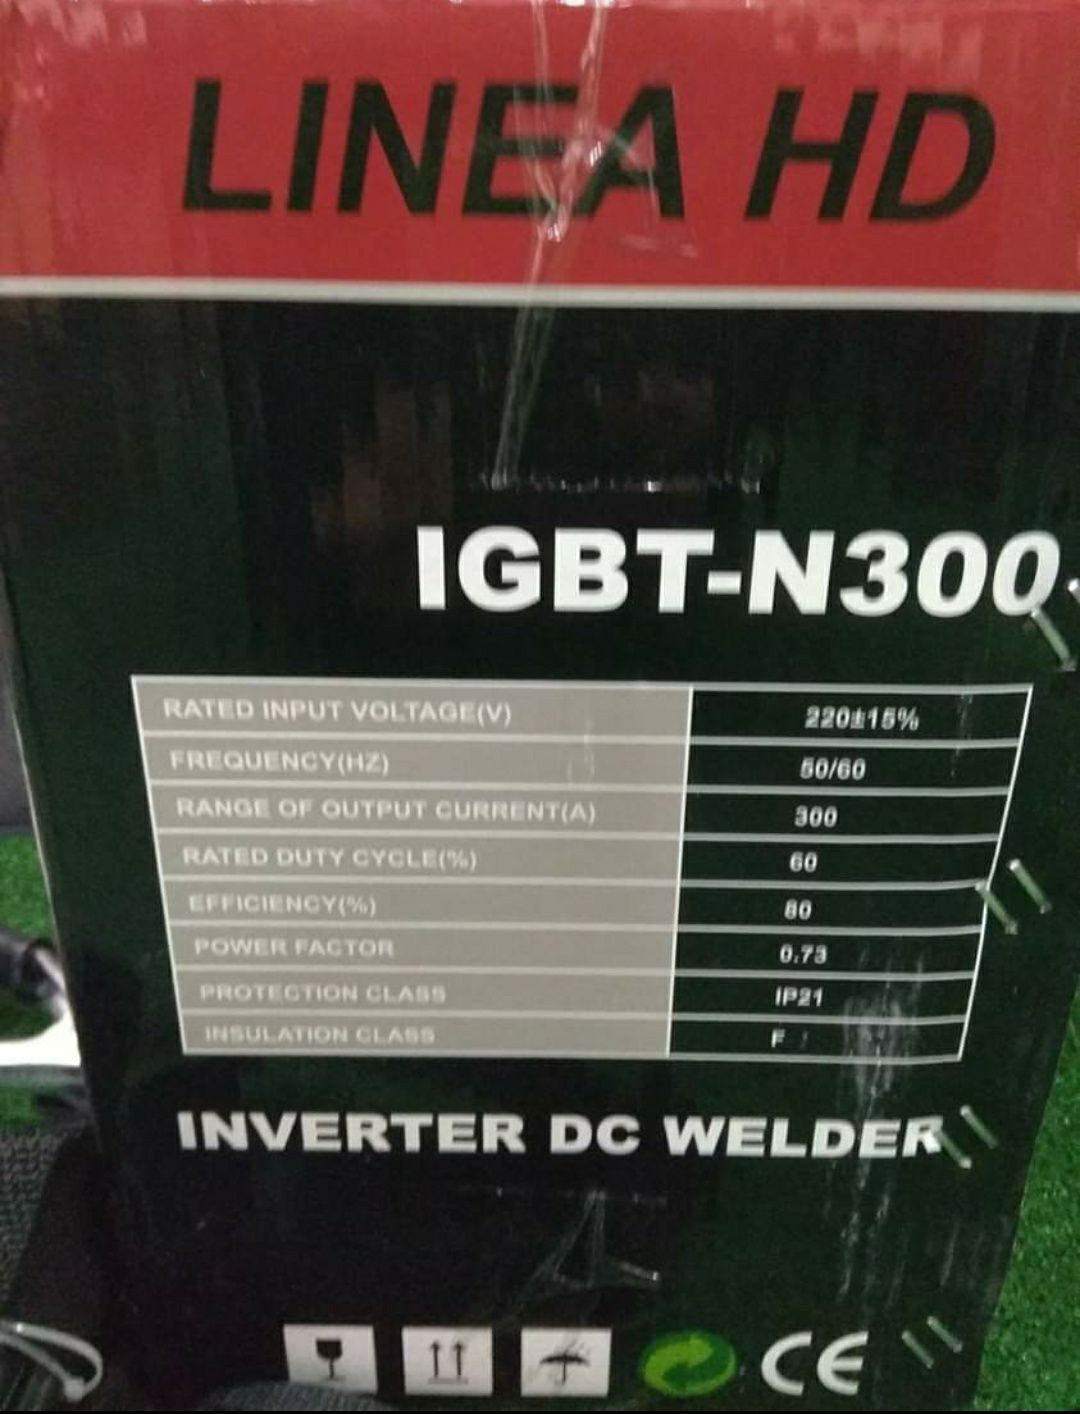 LINEA HD
IGBT-N300
RATED INPUT VOLTAGE(V) 220±15%
FREQUENCY(HZ) 50/60
RANGE OF OUTPUT CURRENT(A) 300
RATED DUTY CYCLE(%) 60
EFFICIENCY(%) 80
POWER FACTOR 0.73
PROTECTION CLASS IP21
INSULATION CLASS F
INVERTER DC WELDER
CE